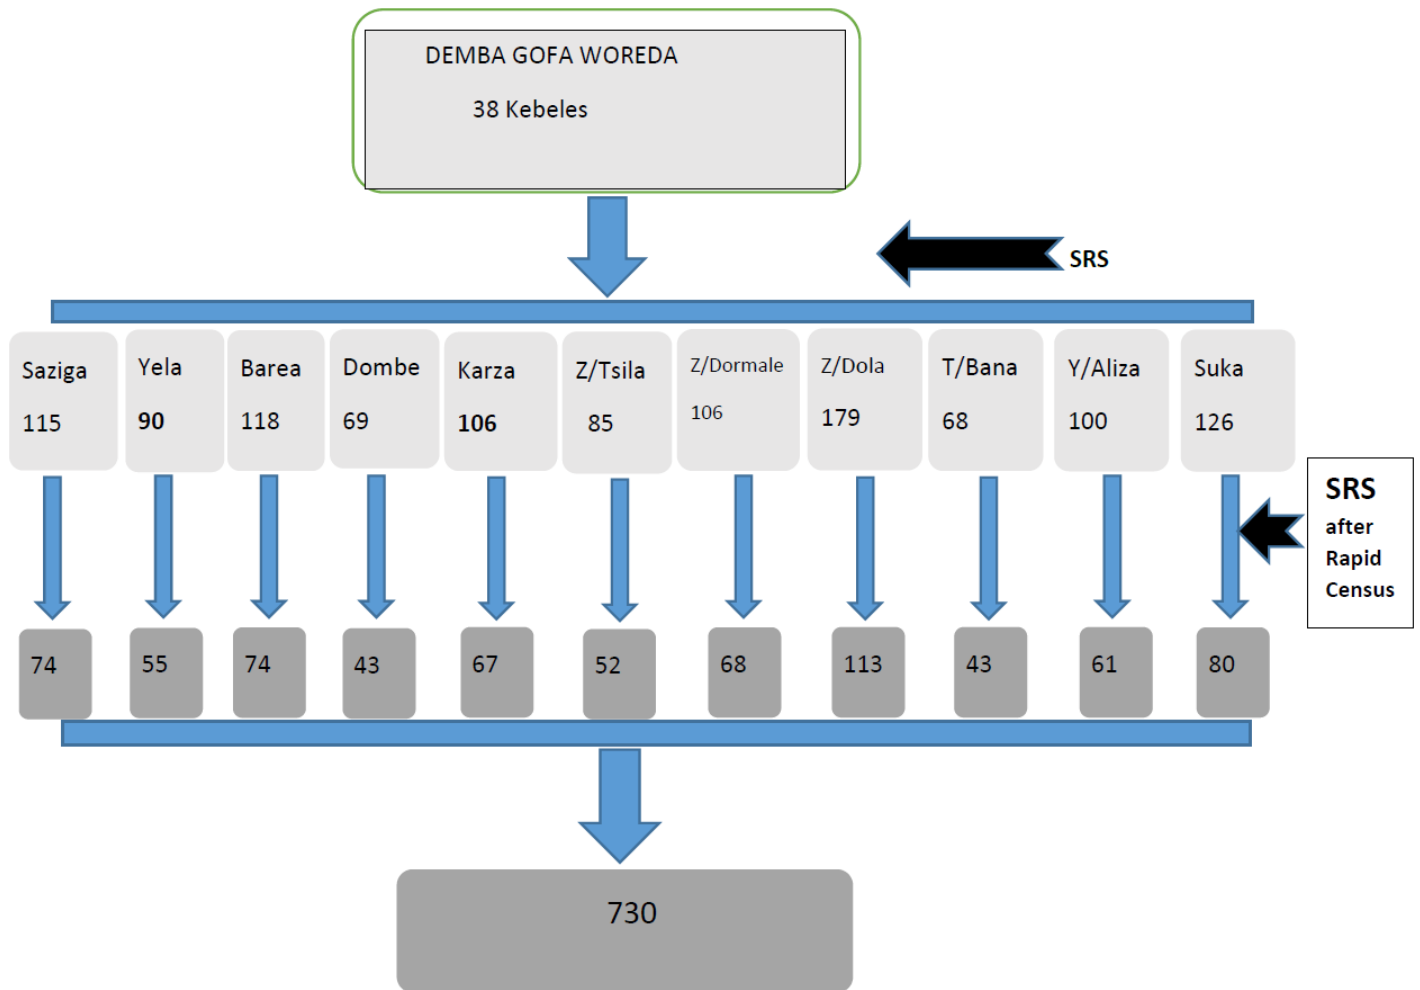 DEMBA GOFA WOREDA
38 Kebeles
SRS
Saziga
115
Yela
90
Barea
118
Dombe
69
Karza
106
Z/Tsila
85
Z/Dormale
106
Z/Dola
179
T/Bana
68
Y/Aliza
100
Suka
126
SRS
after
Rapid
Census
74
55
74
43
67
52
68
113
43
61
80
730